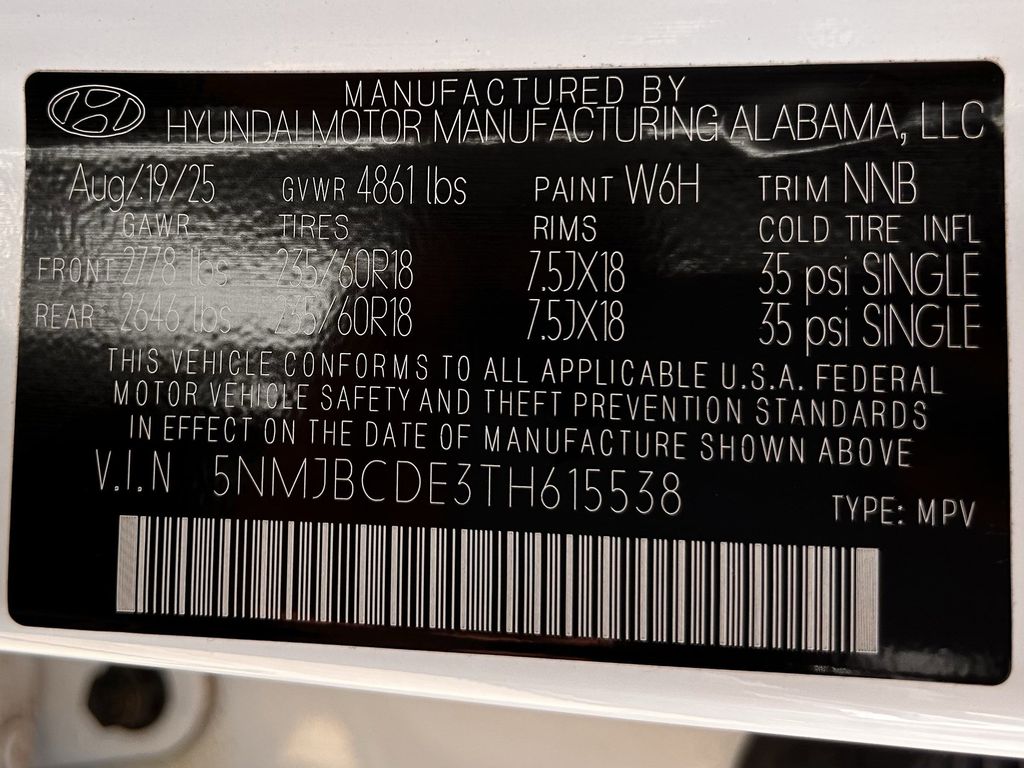 MANUFACTURED BY
HYUNDAI MOTOR MANUFACTURING ALABAMA, LLC
Aug/19/25 GVWR 4861 lbs PAINT W6H TRIM NNB
GAWR TIRES RIMS COLD TIRE INFL
FRONT 2778 lbs 235/60R18 7.5JX18 35 psi SINGLE
REAR 2646 lbs 235/60R18 7.5JX18 35 psi SINGLE
THIS VEHICLE CONFORMS TO ALL APPLICABLE U.S.A. FEDERAL
MOTOR VEHICLE SAFETY AND THEFT PREVENTION STANDARDS
IN EFFECT ON THE DATE OF MANUFACTURE SHOWN ABOVE
V.I.N 5NMJBCDE3TH615538
TYPE: MPV